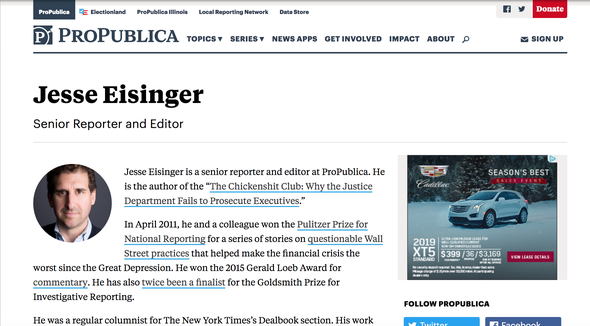 ProPublica Electionland ProPublica Illinois Local Reporting Network Data Store Donate
PROPUBLICA TOPICS ▾ SERIES ▾ NEWS APPS GET INVOLVED IMPACT ABOUT SIGN UP
Jesse Eisinger
Senior Reporter and Editor
Jesse Eisinger is a senior reporter and editor at ProPublica. He
is the author of the “The Chickenshit Club: Why the Justice
Department Fails to Prosecute Executives.”
In April 2011, he and a colleague won the Pulitzer Prize for
National Reporting for a series of stories on questionable Wall
Street practices that helped make the financial crisis the
worst since the Great Depression. He won the 2015 Gerald Loeb Award for
commentary. He has also twice been a finalist for the Goldsmith Prize for
Investigative Reporting.
He was a regular columnist for The New York Times’s Dealbook section. His work
Cadillac
SEASON'S BEST
SALES EVENT
2019
XT5
STANDARD
$399 /36 /$3,169
VIEW LEASE DETAILS
FOLLOW PROPUBLICA
Twitter Facebook